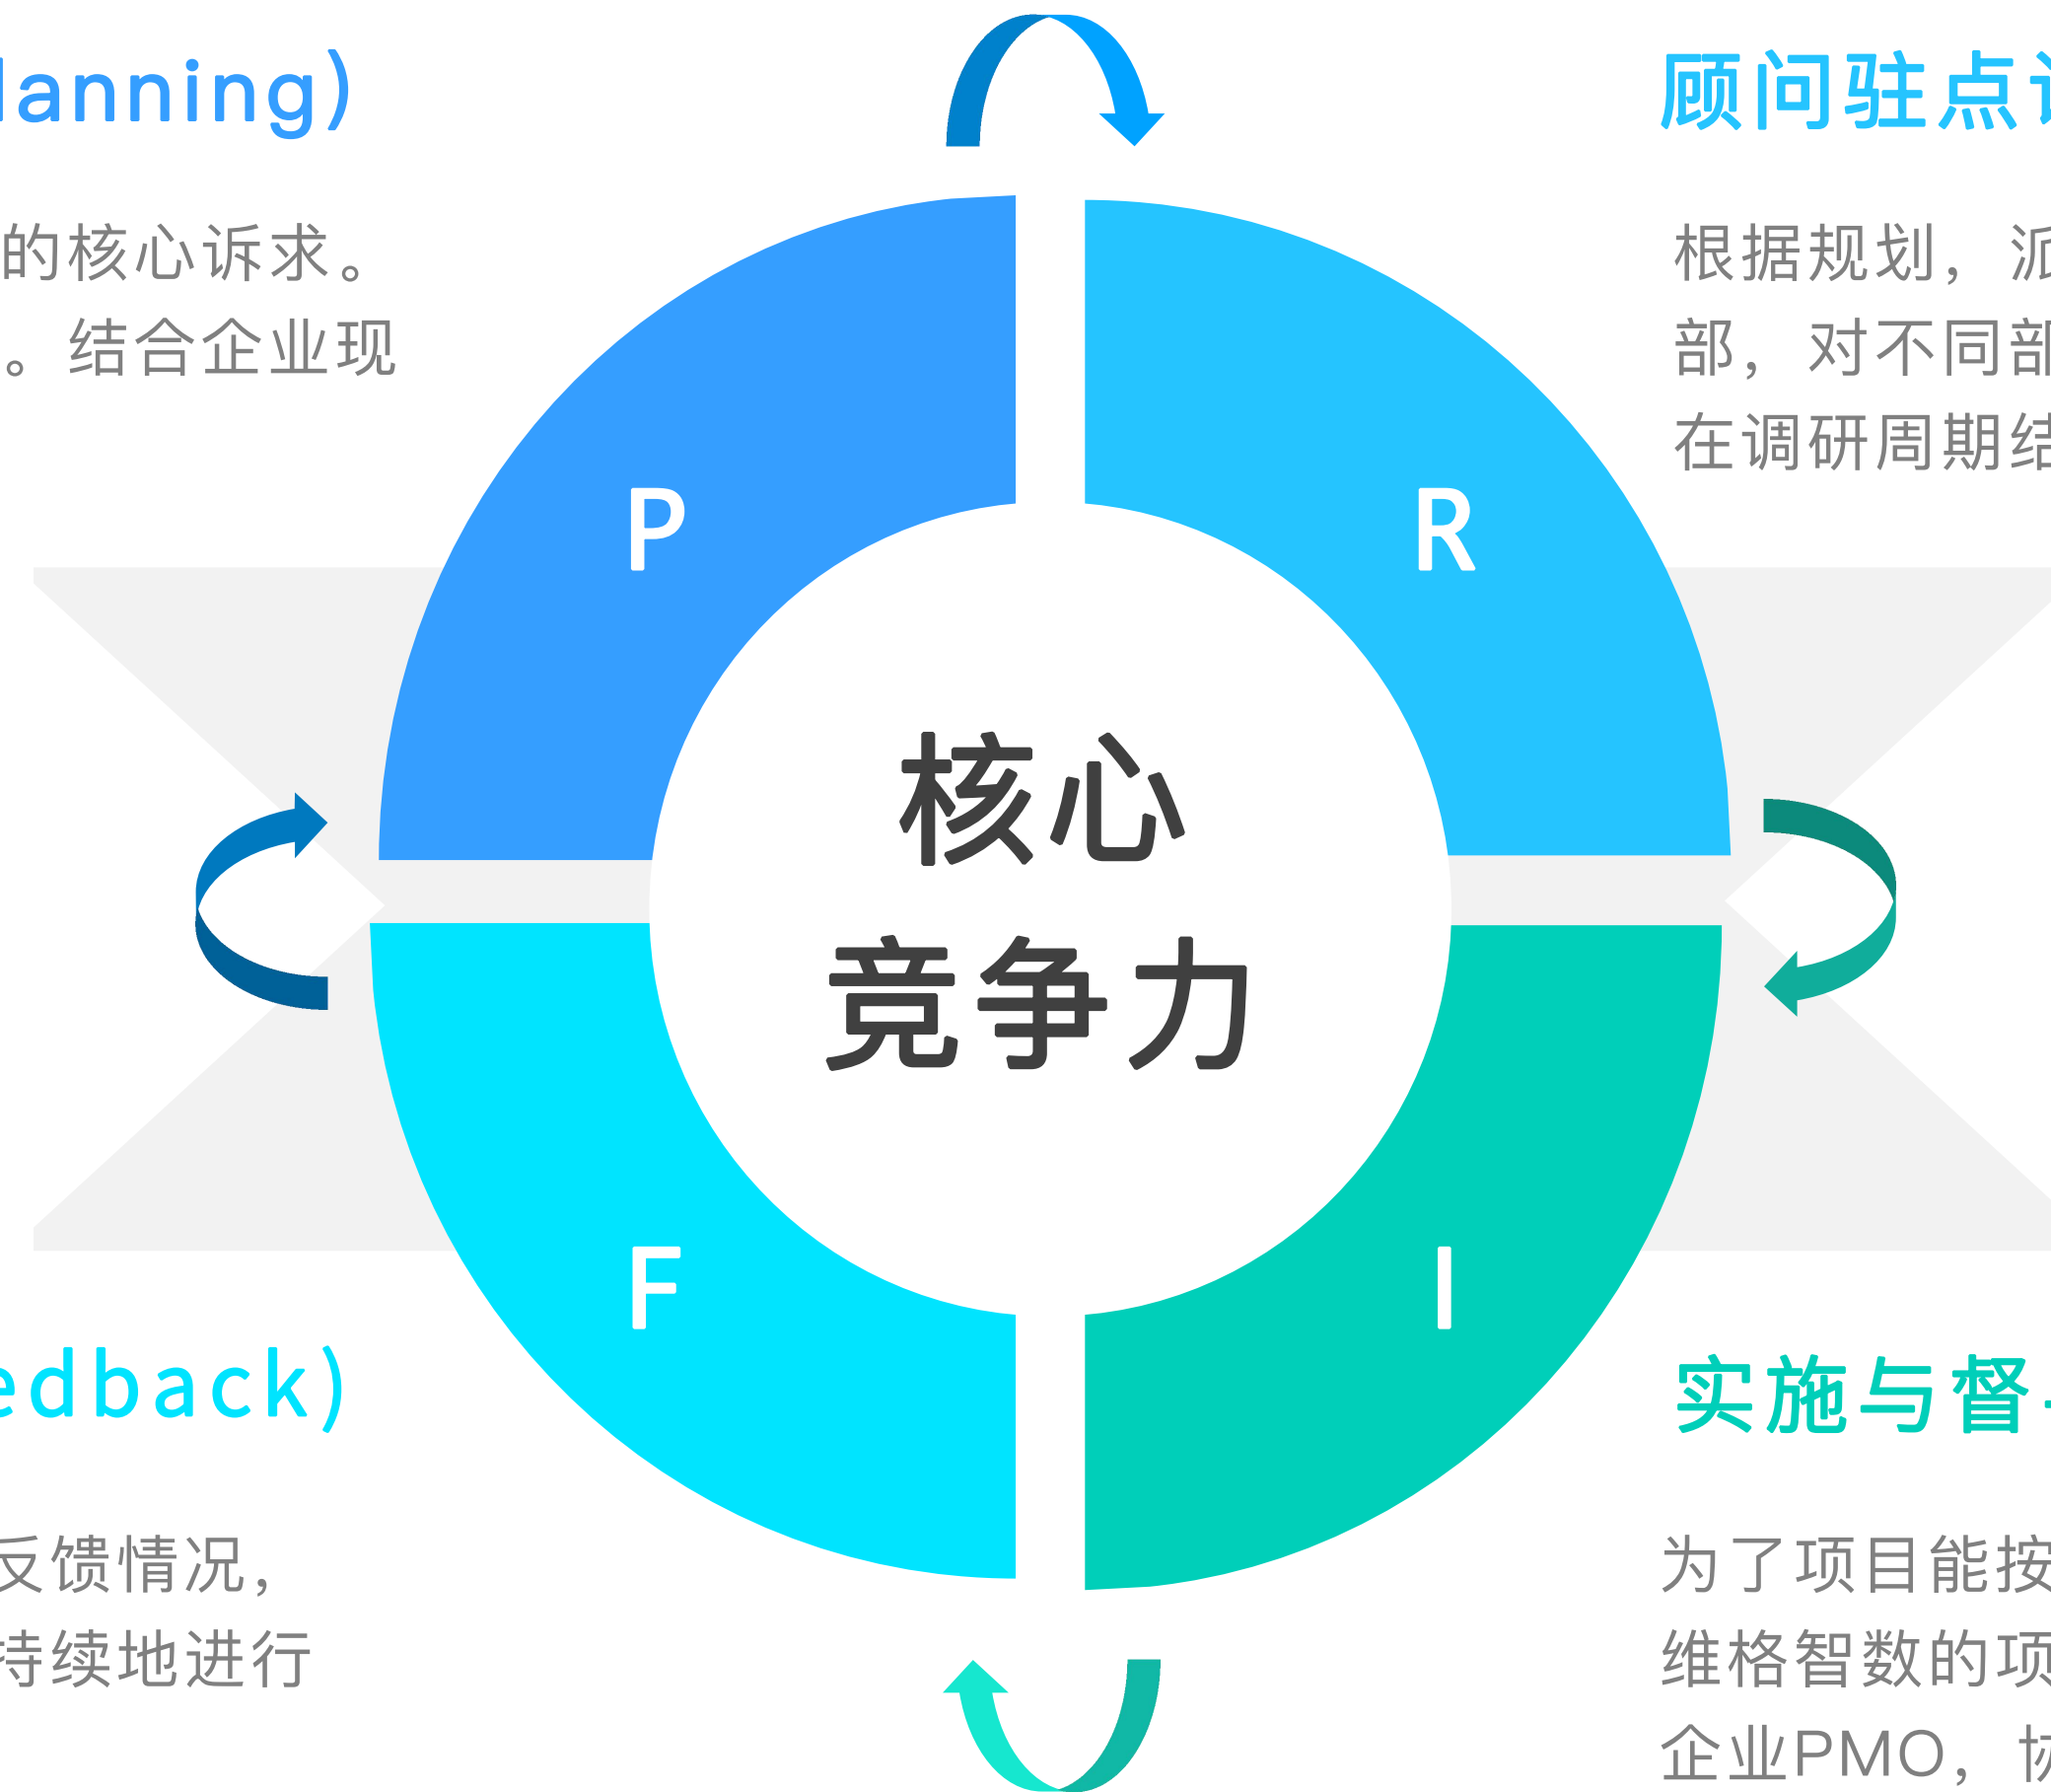 lanning)
的核心诉求。
。结合企业现
顾问驻点
根据规划，
部，对不同部
在调研周期结
P
R
核心
竞争力
F
I
edback)
反馈情况，
持续地进行
实施与督
为了项目能按
维格智数的项
企业PMO，协